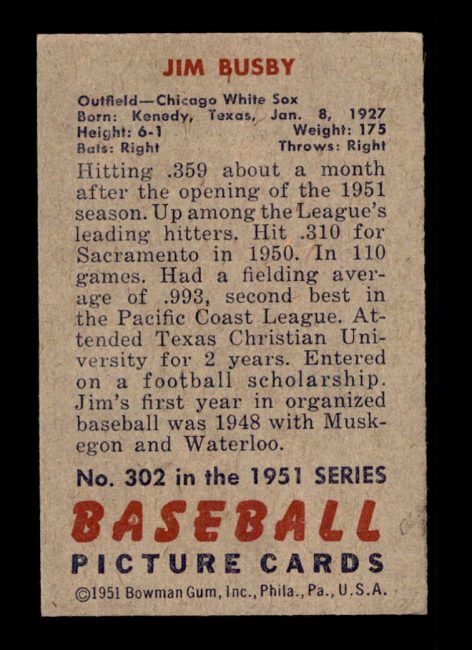 JIM BUSBY
Outfield—Chicago White Sox
Born: Kenedy, Texas, Jan. 8, 1927
Height: 6-1 Weight: 175
Bats: Right Throws: Right
Hitting .359 about a month
after the opening of the 1951
season. Up among the League's
leading hitters. Hit .310 for
Sacramento in 1950. In 110
games. Had a fielding aver-
age of .993, second best in
the Pacific Coast League. At-
tended Texas Christian Uni-
versity for 2 years. Entered
on a football scholarship.
Jim's first year in organized
baseball was 1948 with Musk-
egon and Waterloo.
No. 302 in the 1951 SERIES
BASEBALL
PICTURE CARDS
©1951 Bowman Gum, Inc., Phila., Pa., U.S.A.